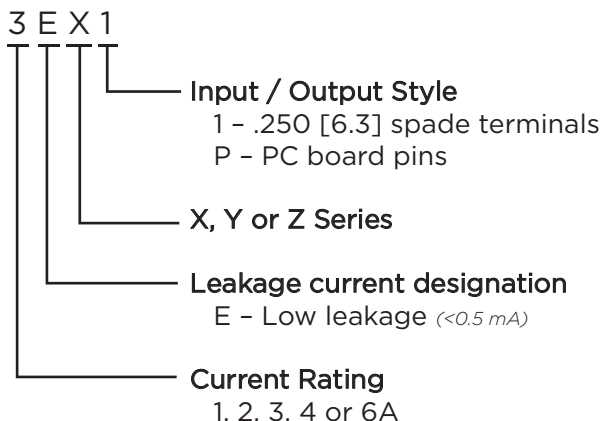 3 E X 1
Input / Output Style
1 – .250 [6.3] spade terminals
P – PC board pins
X, Y or Z Series
Leakage current designation
E – Low leakage (<0.5 mA)
Current Rating
1, 2, 3, 4 or 6A